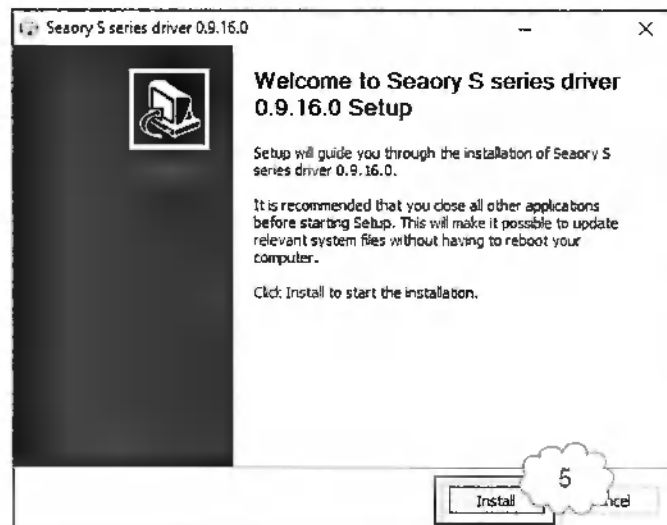 Seaory S series driver 0.9.16.0
Welcome to Seaory S series driver
0.9.16.0 Setup
Setup will guide you through the installation of Seaory S
series driver 0.9.16.0.
It is recommended that you close all other applications
before starting Setup. This will make it possible to update
relevant system files without having to reboot your
computer.
Click Install to start the installation.
5
Install ncel